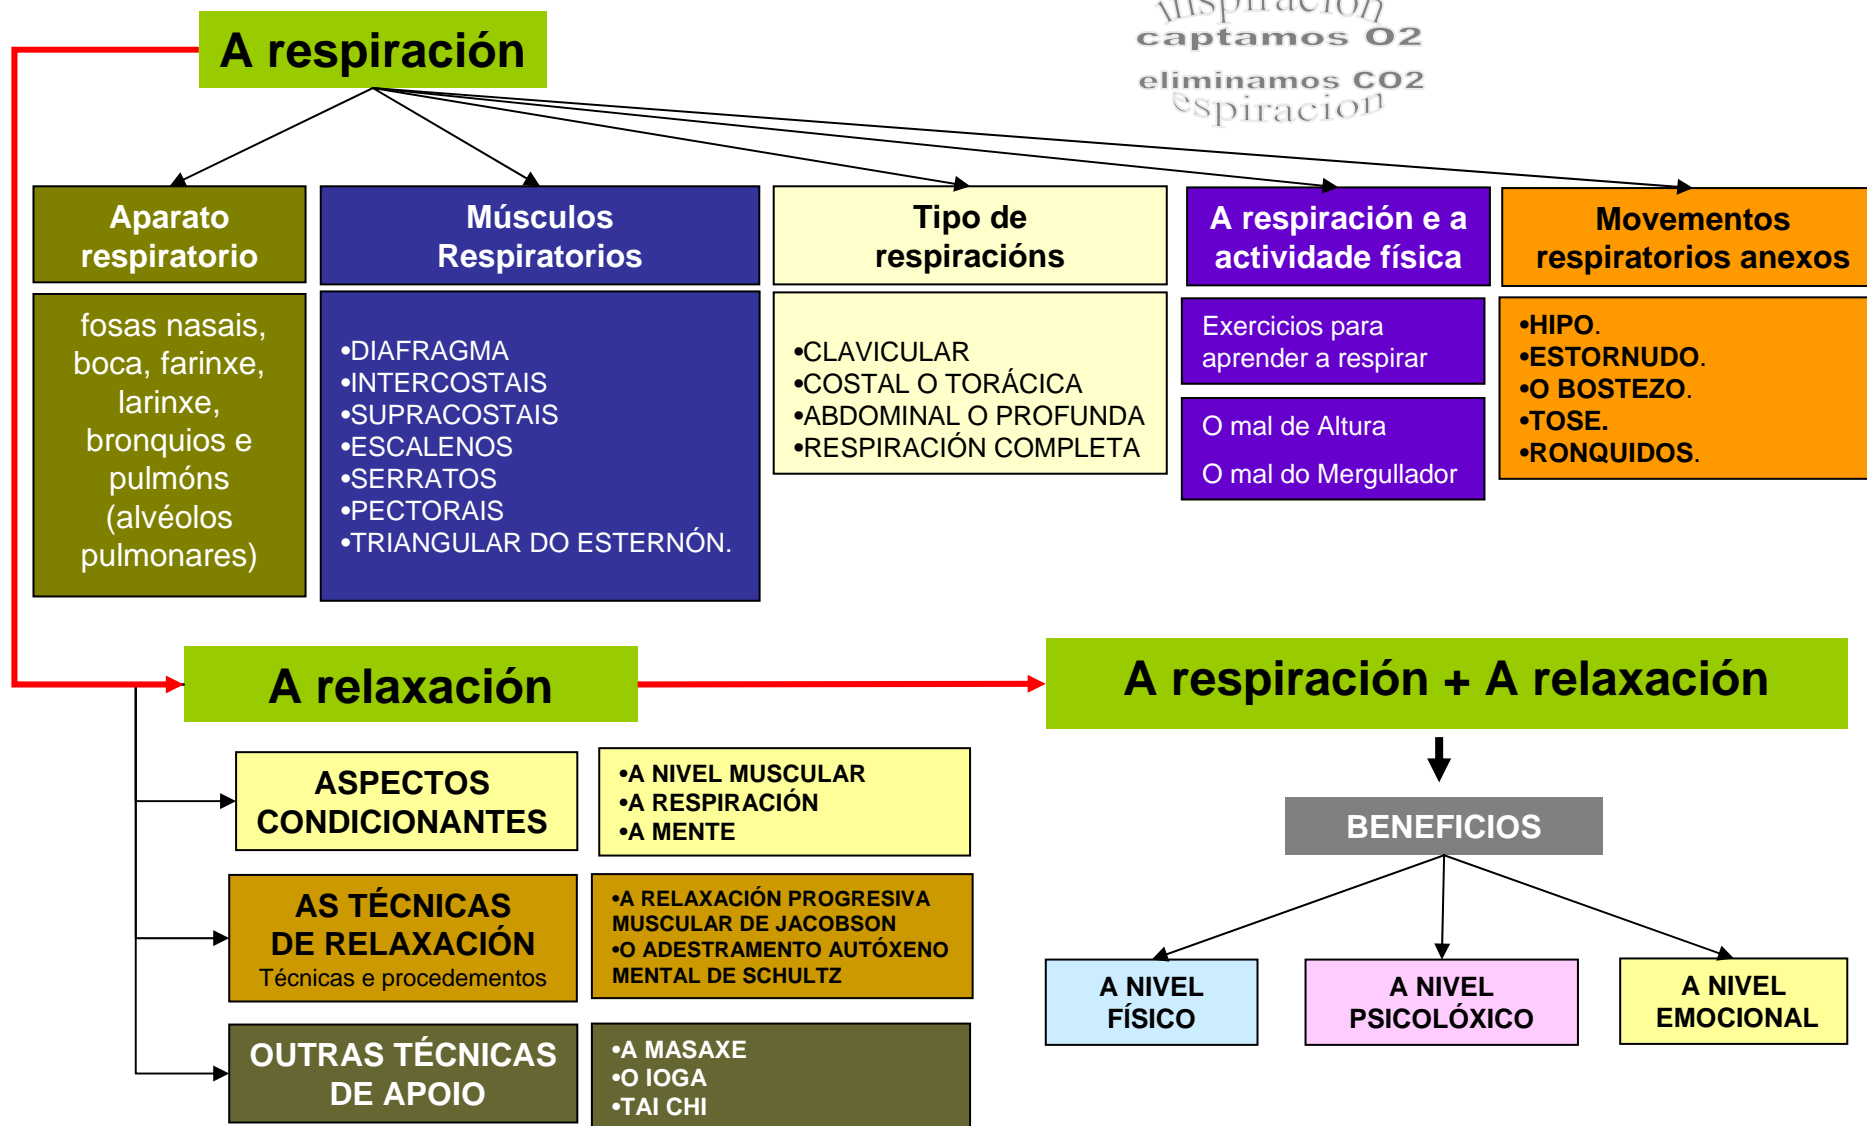 inspiración
captamos O2
eliminamos CO2
espiracion
A respiración
Aparato
respiratorio
fosas nasais,
boca, farinxe,
larinxe,
bronquios e
pulmóns
(alvéolos
pulmonares)
Músculos
Respiratorios
•DIAFRAGMA
•INTERCOSTAIS
•SUPRACOSTAIS
•ESCALENOS
•SERRATOS
•PECTORAIS
•TRIANGULAR DO ESTERNÓN.
Tipo de
respiracións
•CLAVICULAR
•COSTAL O TORÁCICA
•ABDOMINAL O PROFUNDA
•RESPIRACIÓN COMPLETA
A respiración e a
actividade física
Exercicios para
aprender a respirar
O mal de Altura
O mal do Mergullador
Movementos
respiratorios anexos
•HIPO.
•ESTORNUDO.
•O BOSTEZO.
•TOSE.
•RONQUIDOS.
A relaxación
ASPECTOS
CONDICIONANTES
•A NIVEL MUSCULAR
•A RESPIRACIÓN
•A MENTE
AS TÉCNICAS
DE RELAXACIÓN
Técnicas e procedementos
•A RELAXACIÓN PROGRESIVA
MUSCULAR DE JACOBSON
•O ADESTRAMENTO AUTÓXENO
MENTAL DE SCHULTZ
OUTRAS TÉCNICAS
DE APOIO
•A MASAXE
•O IOGA
•TAI CHI
A respiración + A relaxación
BENEFICIOS
A NIVEL
FÍSICO
A NIVEL
PSICOLÓXICO
A NIVEL
EMOCIONAL